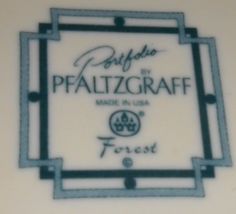 Portfolio
BY
PFALTZGRAFF
MADE IN USA
®
Forest
©